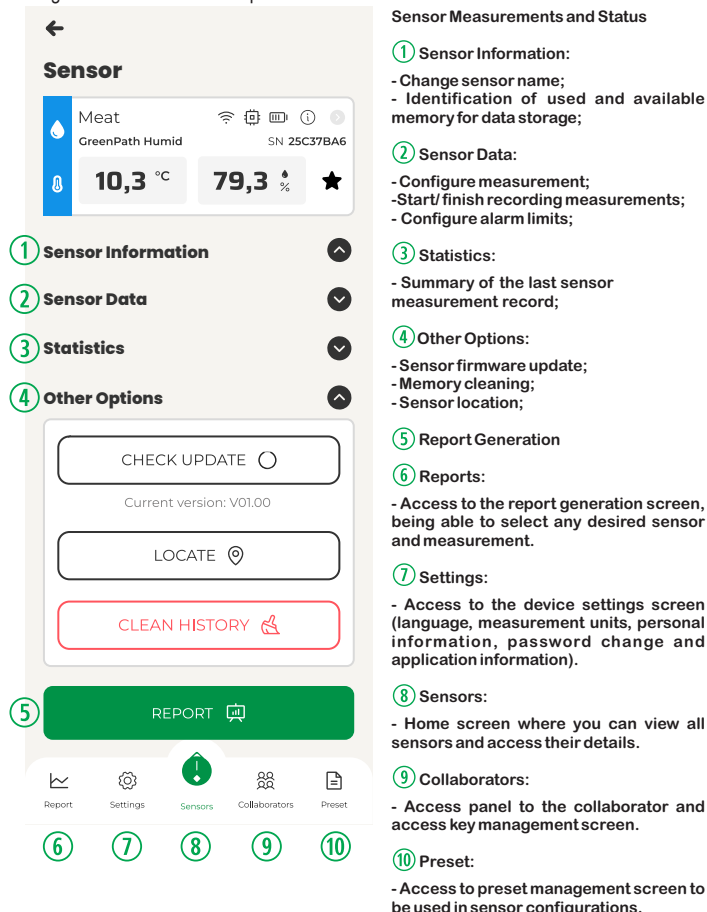 Sensor
Meat
GreenPath Humid
SN 25C37BA6
10,3 °C
79,3 %
1 Sensor Information
2 Sensor Data
3 Statistics
4 Other Options
CHECK UPDATE
Current version: V01.00
LOCATE
CLEAN HISTORY
5 REPORT
Report
Settings
Sensors
Collaborators
Preset
6
7
8
9
10
Sensor Measurements and Status
1 Sensor Information:
- Change sensor name;
- Identification of used and available
memory for data storage;
2 Sensor Data:
- Configure measurement;
-Start/ finish recording measurements;
- Configure alarm limits;
3 Statistics:
- Summary of the last sensor
measurement record;
4 Other Options:
- Sensor firmware update;
- Memory cleaning;
- Sensor location;
5 Report Generation
6 Reports:
- Access to the report generation screen,
being able to select any desired sensor
and measurement.
7 Settings:
- Access to the device settings screen
(language, measurement units, personal
information, password change and
application information).
8 Sensors:
- Home screen where you can view all
sensors and access their details.
9 Collaborators:
- Access panel to the collaborator and
access key management screen.
10 Preset:
- Access to preset management screen to
be used in sensor configurations.